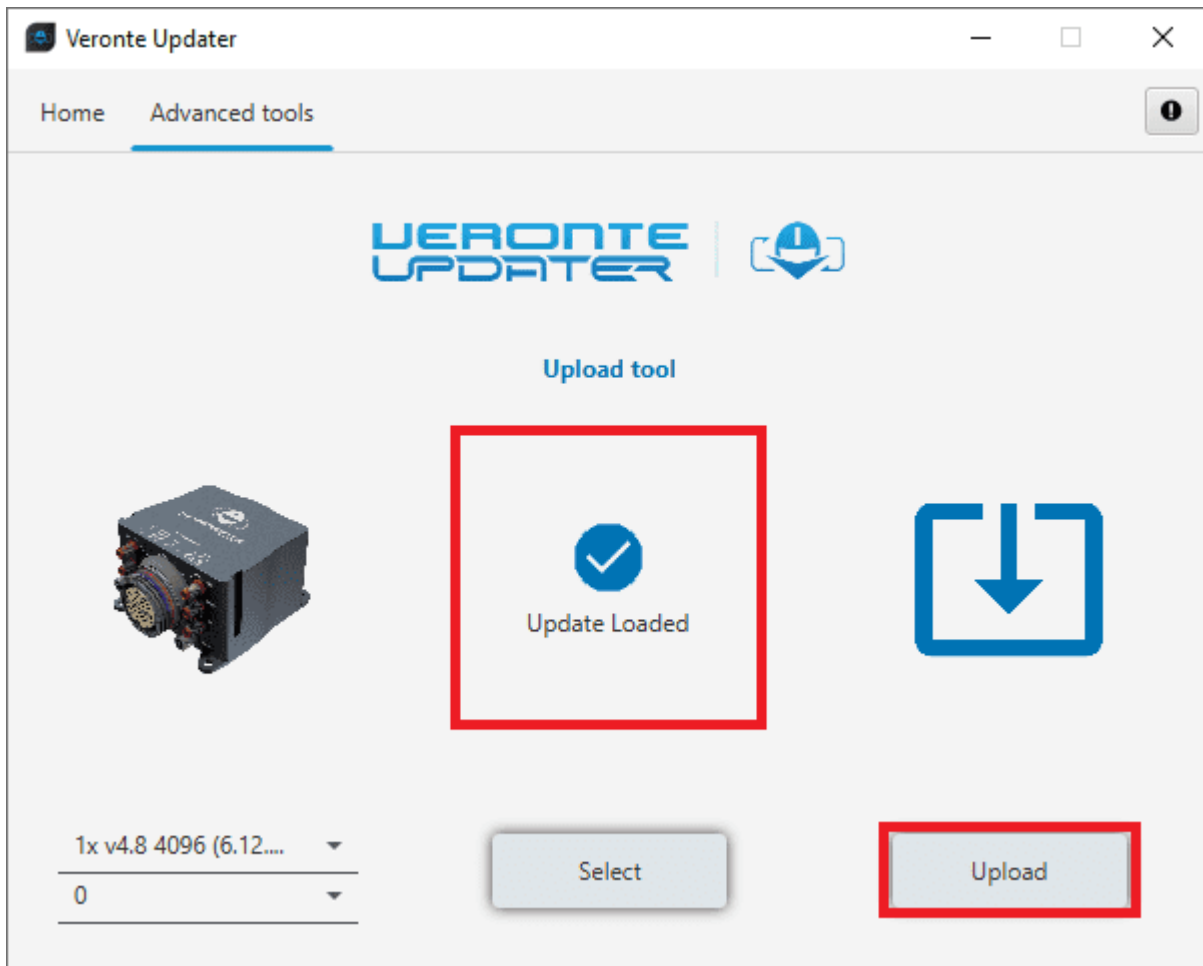 Veronte Updater
Home Advanced tools
VERONTE
UPDATER
Upload tool
Update Loaded
1x v4.8 4096 (6.12....
0
Select
Upload